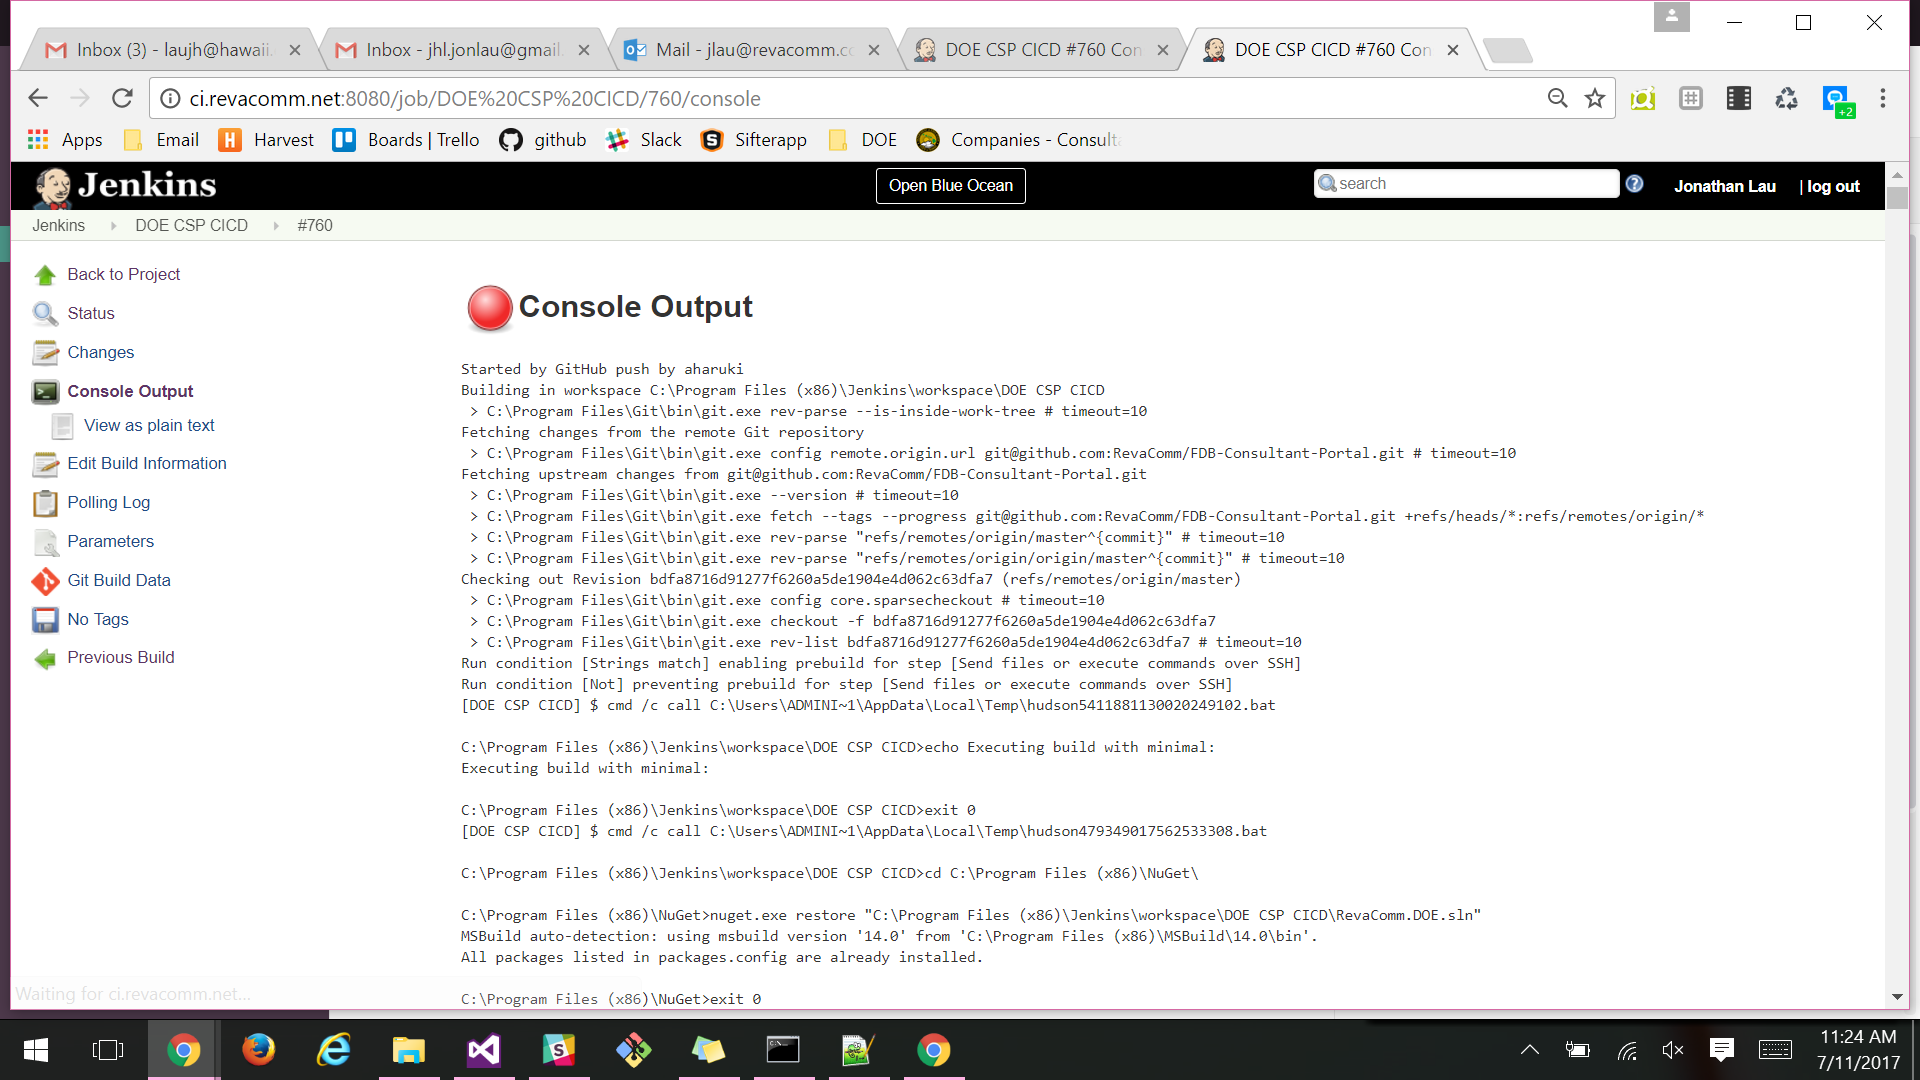 Inbox (3) - laujh@hawaii.
Inbox - jhl.jonlau@gmail.
Mail - jlau@revacomm.co
DOE CSP CICD #760 Con
DOE CSP CICD #760 Con
ci.revacomm.net:8080/job/DOE%20CSP%20CICD/760/console
+2
Apps Email Harvest Boards | Trello github Slack Sifterapp DOE Companies - Consulta
Jenkins
Open Blue Ocean
search
Jonathan Lau
| log out
Jenkins DOE CSP CICD #760
Back to Project
Status
Changes
Console Output
View as plain text
Edit Build Information
Polling Log
Parameters
Git Build Data
No Tags
Previous Build
Console Output
Started by GitHub push by aharuki
Building in workspace C:\Program Files (x86)\Jenkins\workspace\DOE CSP CICD
> C:\Program Files\Git\bin\git.exe rev-parse --is-inside-work-tree # timeout=10
Fetching changes from the remote Git repository
> C:\Program Files\Git\bin\git.exe config remote.origin.url git@github.com:RevaComm/FDB-Consultant-Portal.git # timeout=10
Fetching upstream changes from git@github.com:RevaComm/FDB-Consultant-Portal.git
> C:\Program Files\Git\bin\git.exe --version # timeout=10
> C:\Program Files\Git\bin\git.exe fetch --tags --progress git@github.com:RevaComm/FDB-Consultant-Portal.git +refs/heads/*:refs/remotes/origin/*
> C:\Program Files\Git\bin\git.exe rev-parse "refs/remotes/origin/master^{commit}" # timeout=10
> C:\Program Files\Git\bin\git.exe rev-parse "refs/remotes/origin/origin/master^{commit}" # timeout=10
Checking out Revision bdfa8716d91277f6260a5de1904e4d062c63dfa7 (refs/remotes/origin/master)
> C:\Program Files\Git\bin\git.exe config core.sparsecheckout # timeout=10
> C:\Program Files\Git\bin\git.exe checkout -f bdfa8716d91277f6260a5de1904e4d062c63dfa7
> C:\Program Files\Git\bin\git.exe rev-list bdfa8716d91277f6260a5de1904e4d062c63dfa7 # timeout=10
Run condition [Strings match] enabling prebuild for step [Send files or execute commands over SSH]
Run condition [Not] preventing prebuild for step [Send files or execute commands over SSH]
[DOE CSP CICD] $ cmd /c call C:\Users\ADMINI~1\AppData\Local\Temp\hudson5411881130020249102.bat
C:\Program Files (x86)\Jenkins\workspace\DOE CSP CICD>echo Executing build with minimal:
Executing build with minimal:
C:\Program Files (x86)\Jenkins\workspace\DOE CSP CICD>exit 0
[DOE CSP CICD] $ cmd /c call C:\Users\ADMINI~1\AppData\Local\Temp\hudson479349017562533308.bat
C:\Program Files (x86)\Jenkins\workspace\DOE CSP CICD>cd C:\Program Files (x86)\NuGet\
C:\Program Files (x86)\NuGet>nuget.exe restore "C:\Program Files (x86)\Jenkins\workspace\DOE CSP CICD\RevaComm.DOE.sln"
MSBuild auto-detection: using msbuild version '14.0' from 'C:\Program Files (x86)\MSBuild\14.0\bin'.
All packages listed in packages.config are already installed.
C:\Program Files (x86)\NuGet>exit 0
Waiting for ci.revacomm.net...
11:24 AM
7/11/2017